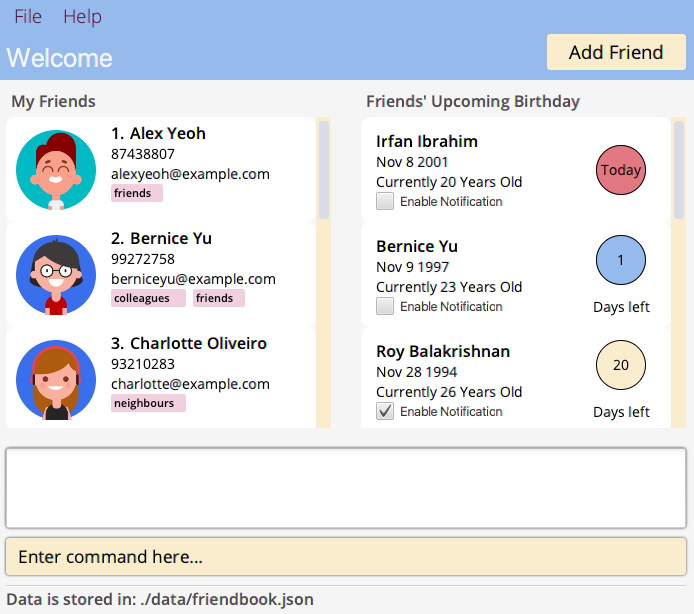 File Help
Welcome
Add Friend
My Friends
1. Alex Yeoh
87438807
alexyeoh@example.com
friends
2. Bernice Yu
99272758
berniceyu@example.com
colleagues friends
3. Charlotte Oliveiro
93210283
charlotte@example.com
neighbours
Friends' Upcoming Birthday
Irfan Ibrahim
Nov 8 2001
Currently 20 Years Old
Enable Notification
Today
Bernice Yu
Nov 9 1997
Currently 23 Years Old
Enable Notification
1
Days left
Roy Balakrishnan
Nov 28 1994
Currently 26 Years Old
Enable Notification
20
Days left
Enter command here...
Data is stored in: ./data/friendbook.json